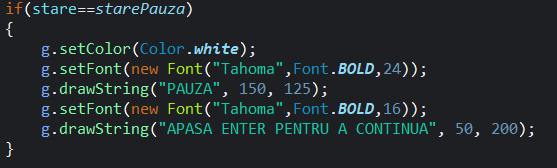 if(stare==starePauza)
{
g.setColor(Color.white);
g.setFont(new Font("Tahoma",Font.BOLD,24));
g.drawString("PAUZA", 150, 125);
g.setFont(new Font("Tahoma",Font.BOLD,16));
g.drawString("APASA ENTER PENTRU A CONTINUA", 50, 200);
}